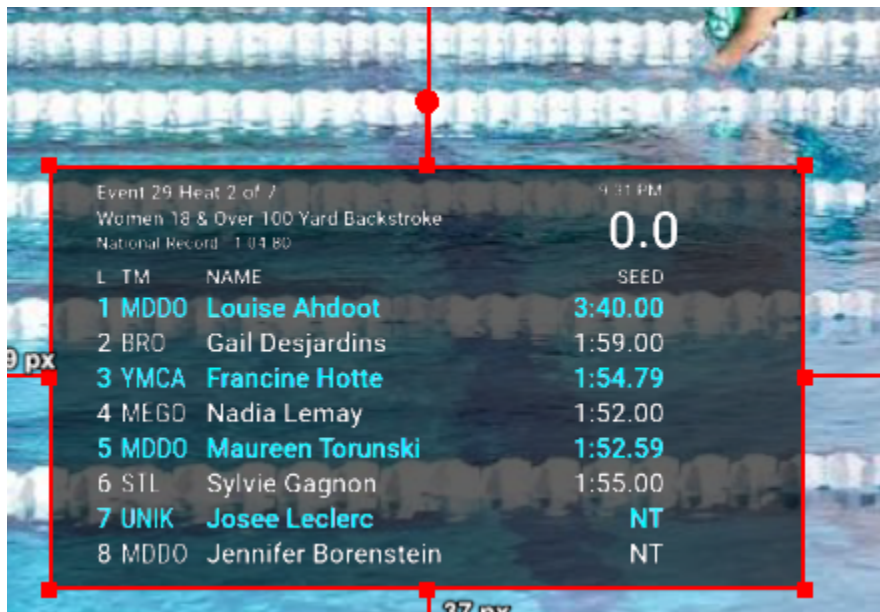 Event 29 Heat 2 of 7 9:31 PM
Women 18 & Over 100 Yard Backstroke 0.0
National Record 1:04.80
L TM NAME SEED
1 MDDO Louise Ahdoot 3:40.00
2 BRO Gail Desjardins 1:59.00
3 YMCA Francine Hotte 1:54.79
4 MEGO Nadia Lemay 1:52.00
5 MDDO Maureen Torunski 1:52.59
6 STL Sylvie Gagnon 1:55.00
7 UNIK Josee Leclerc NT
8 MDDO Jennifer Borenstein NT
9 px
37 px